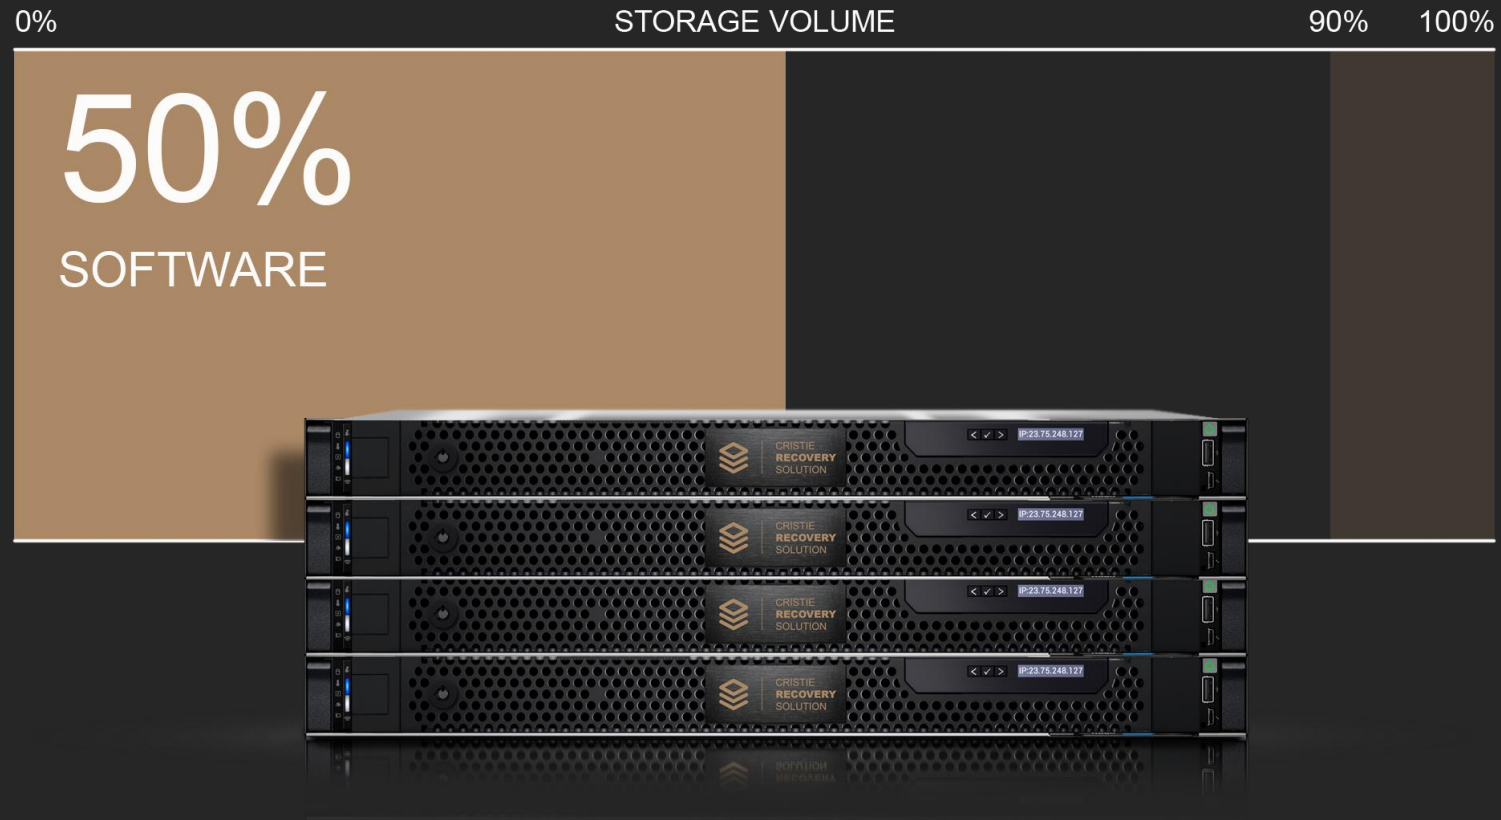 0% STORAGE VOLUME 90% 100%
50%
SOFTWARE
IP:23.75.248.127
CRISTIE
RECOVERY
SOLUTION
IP:23.75.248.127
CRISTIE
RECOVERY
SOLUTION
IP:23.75.248.127
CRISTIE
RECOVERY
SOLUTION
IP:23.75.248.127
CRISTIE
RECOVERY
SOLUTION